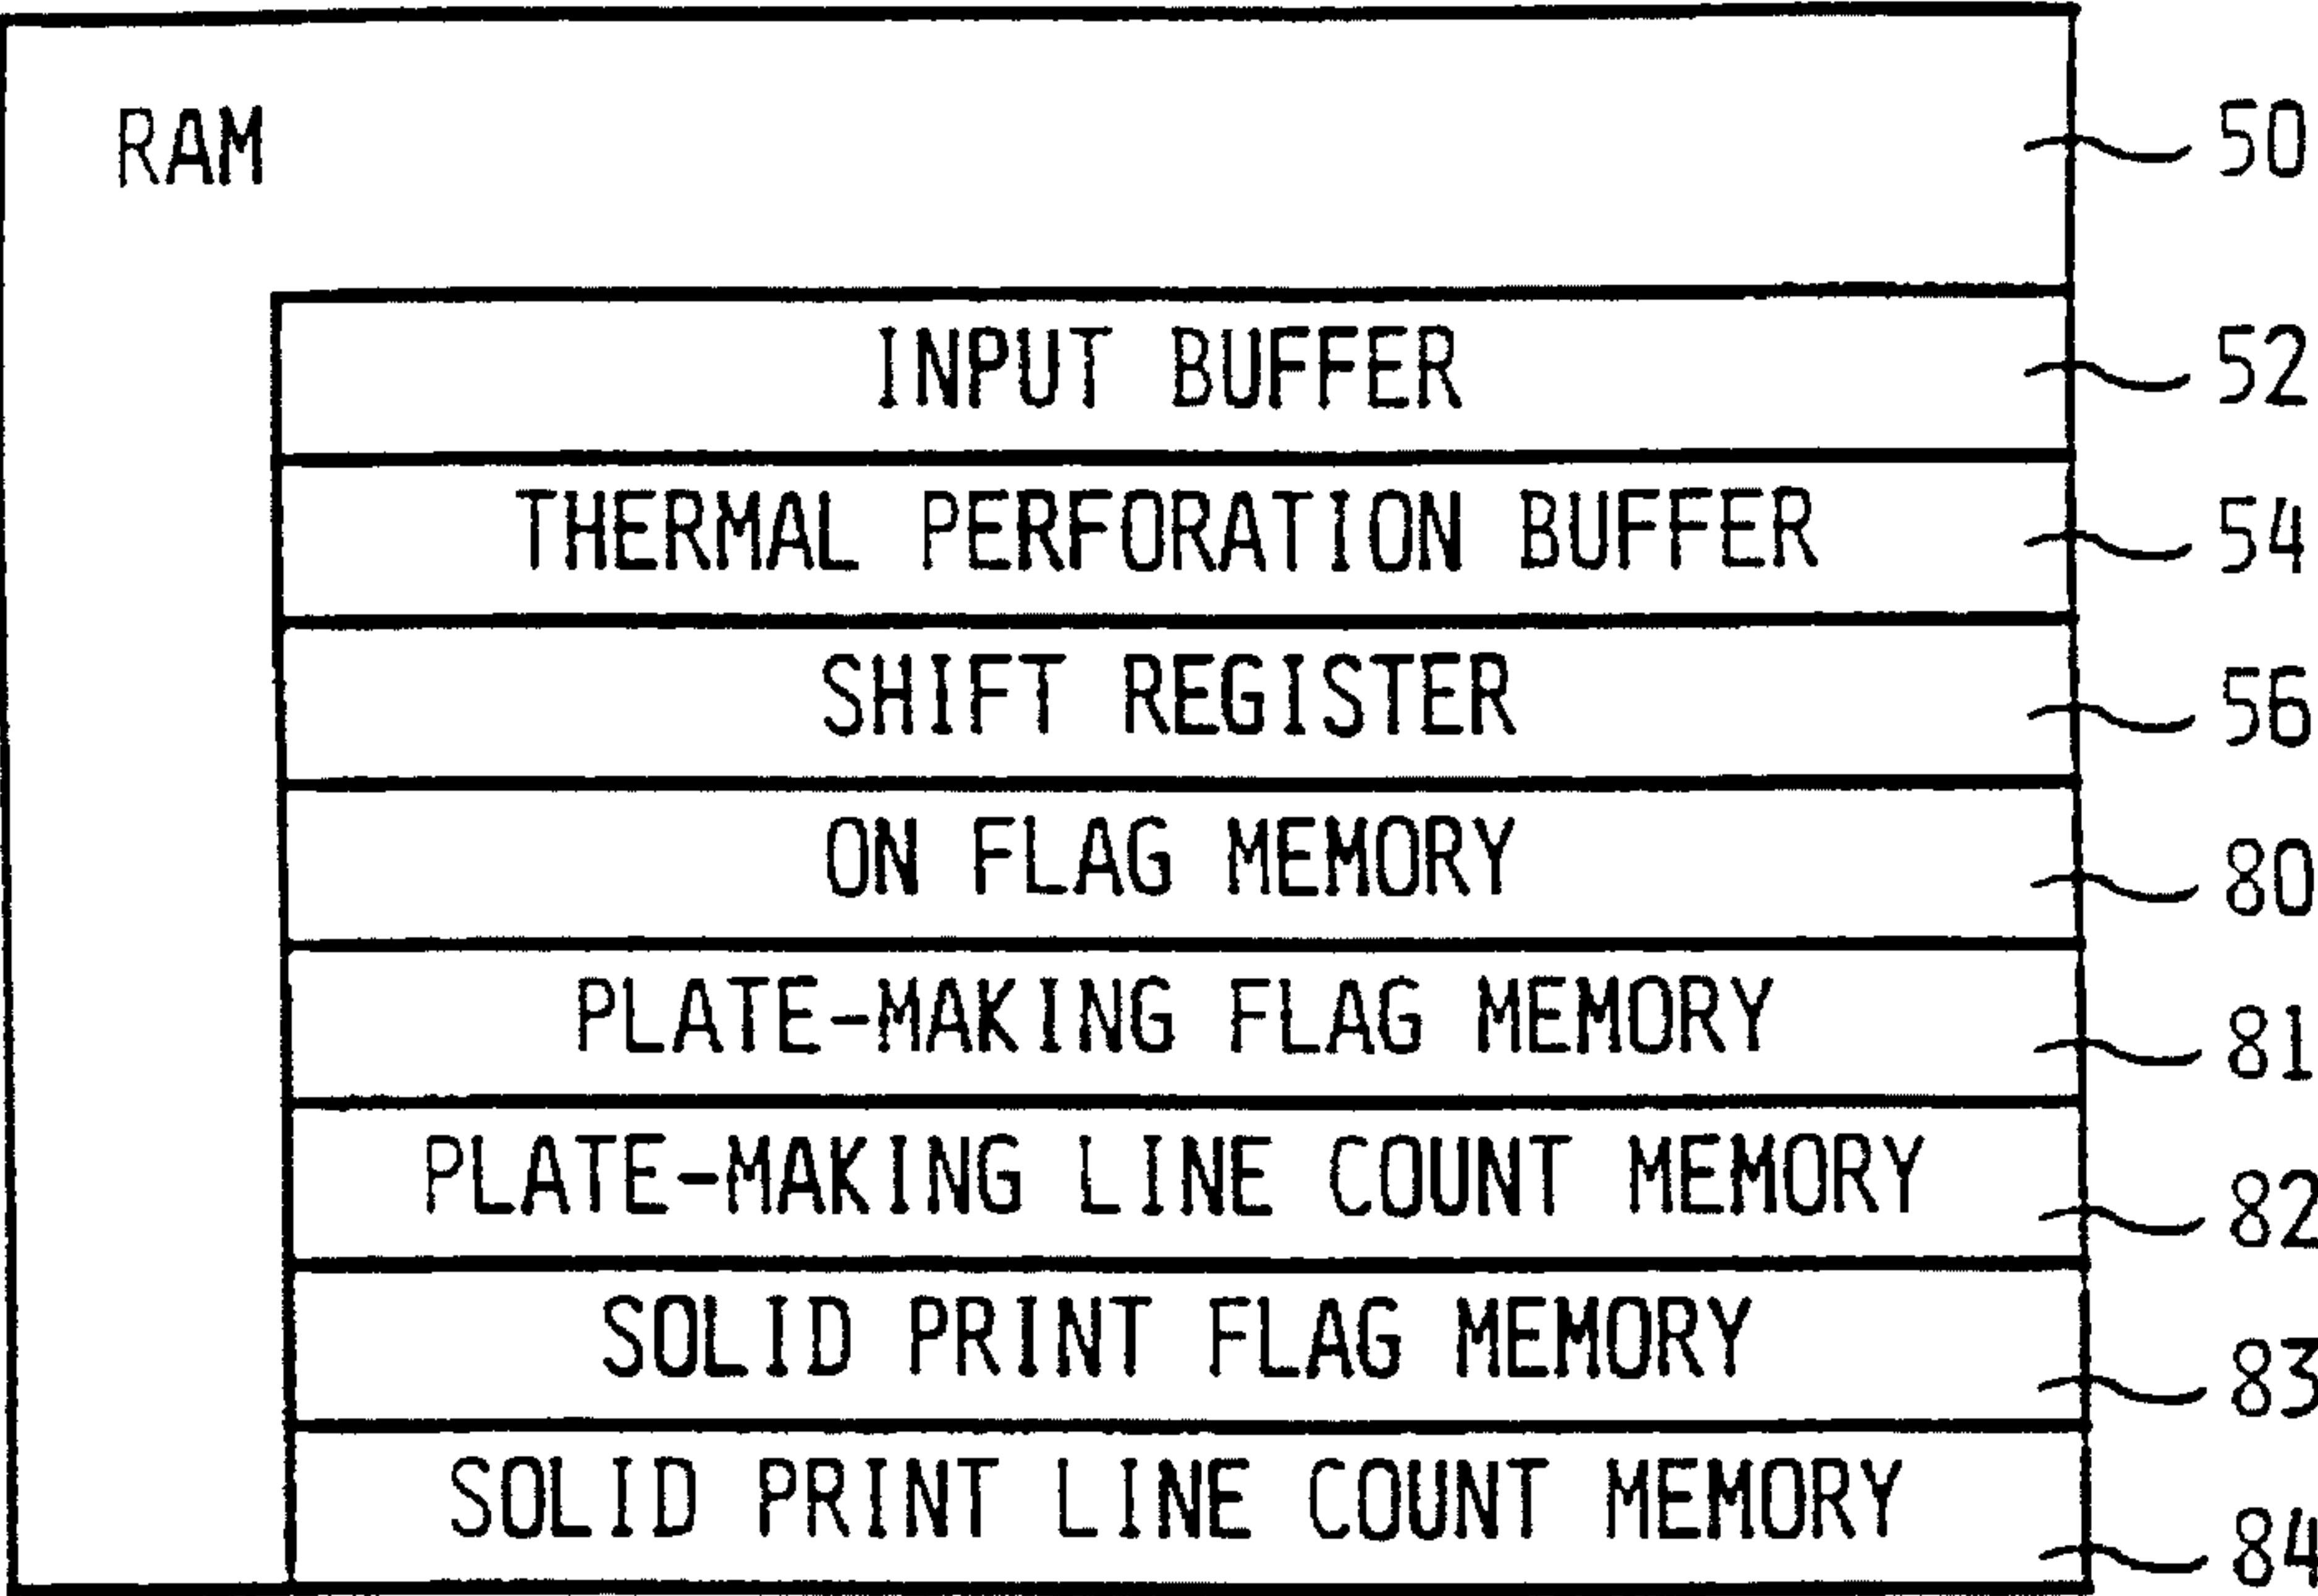 RAM 50
INPUT BUFFER 52
THERMAL PERFORATION BUFFER 54
SHIFT REGISTER 56
ON FLAG MEMORY 80
PLATE-MAKING FLAG MEMORY 81
PLATE-MAKING LINE COUNT MEMORY 82
SOLID PRINT FLAG MEMORY 83
SOLID PRINT LINE COUNT MEMORY 84